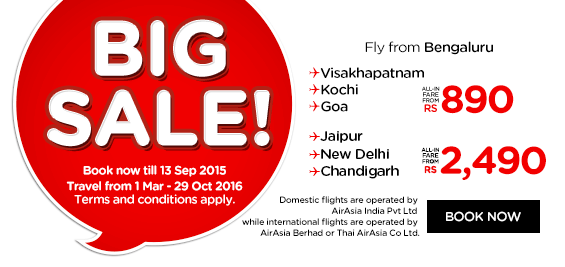 BIG
SALE!
Book now till 13 Sep 2015
Travel from 1 Mar - 29 Oct 2016
Terms and conditions apply.
Fly from Bengaluru
Visakhapatnam
Kochi
Goa
ALL-IN
FARE
FROM
RS 890
Jaipur
New Delhi
Chandigarh
ALL-IN
FARE
FROM
RS 2,490
Domestic flights are operated by
AirAsia India Pvt Ltd
while international flights are operated by
AirAsia Berhad or Thai AirAsia Co Ltd.
BOOK NOW